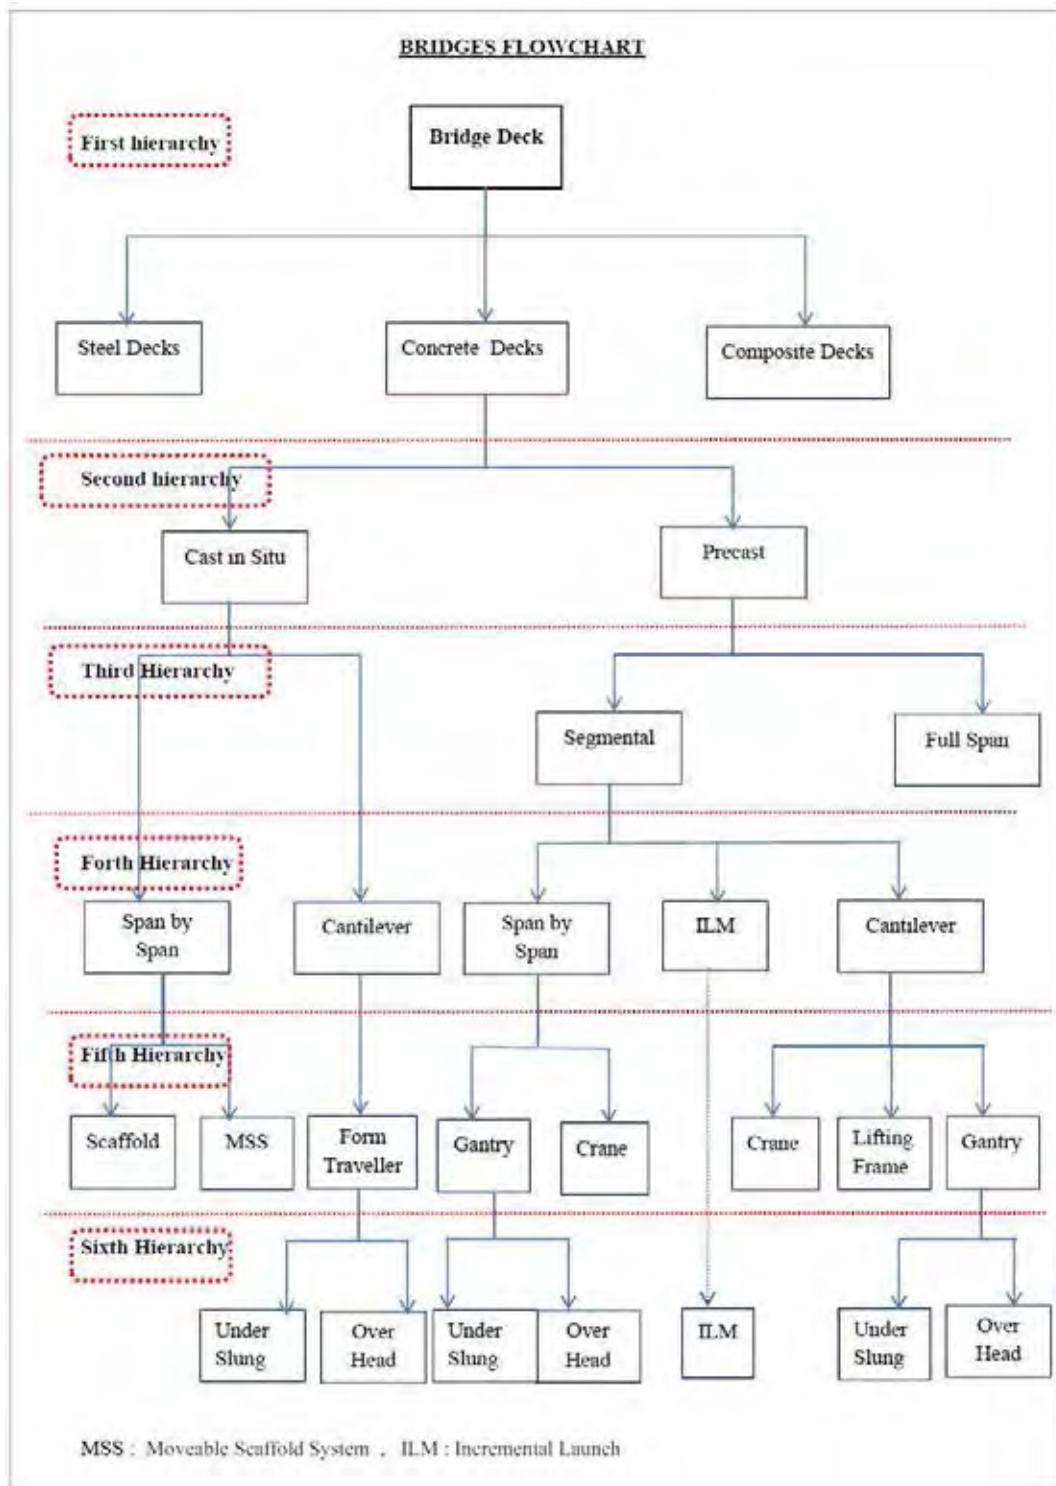 BRIDGES FLOWCHART
First hierarchy
Bridge Deck
Steel Decks
Concrete Decks
Composite Decks
Second hierarchy
Cast in Situ
Precast
Third Hierarchy
Segmental
Full Span
Forth Hierarchy
Span by
Span
Cantilever
Span by
Span
ILM
Cantilever
Fifth Hierarchy
Scaffold
MSS
Form
Traveller
Gantry
Crane
Crane
Lifting
Frame
Gantry
Sixth Hierarchy
Under
Slung
Over
Head
Under
Slung
Over
Head
ILM
Under
Slung
Over
Head
MSS : Moveable Scaffold System , ILM : Incremental Launch